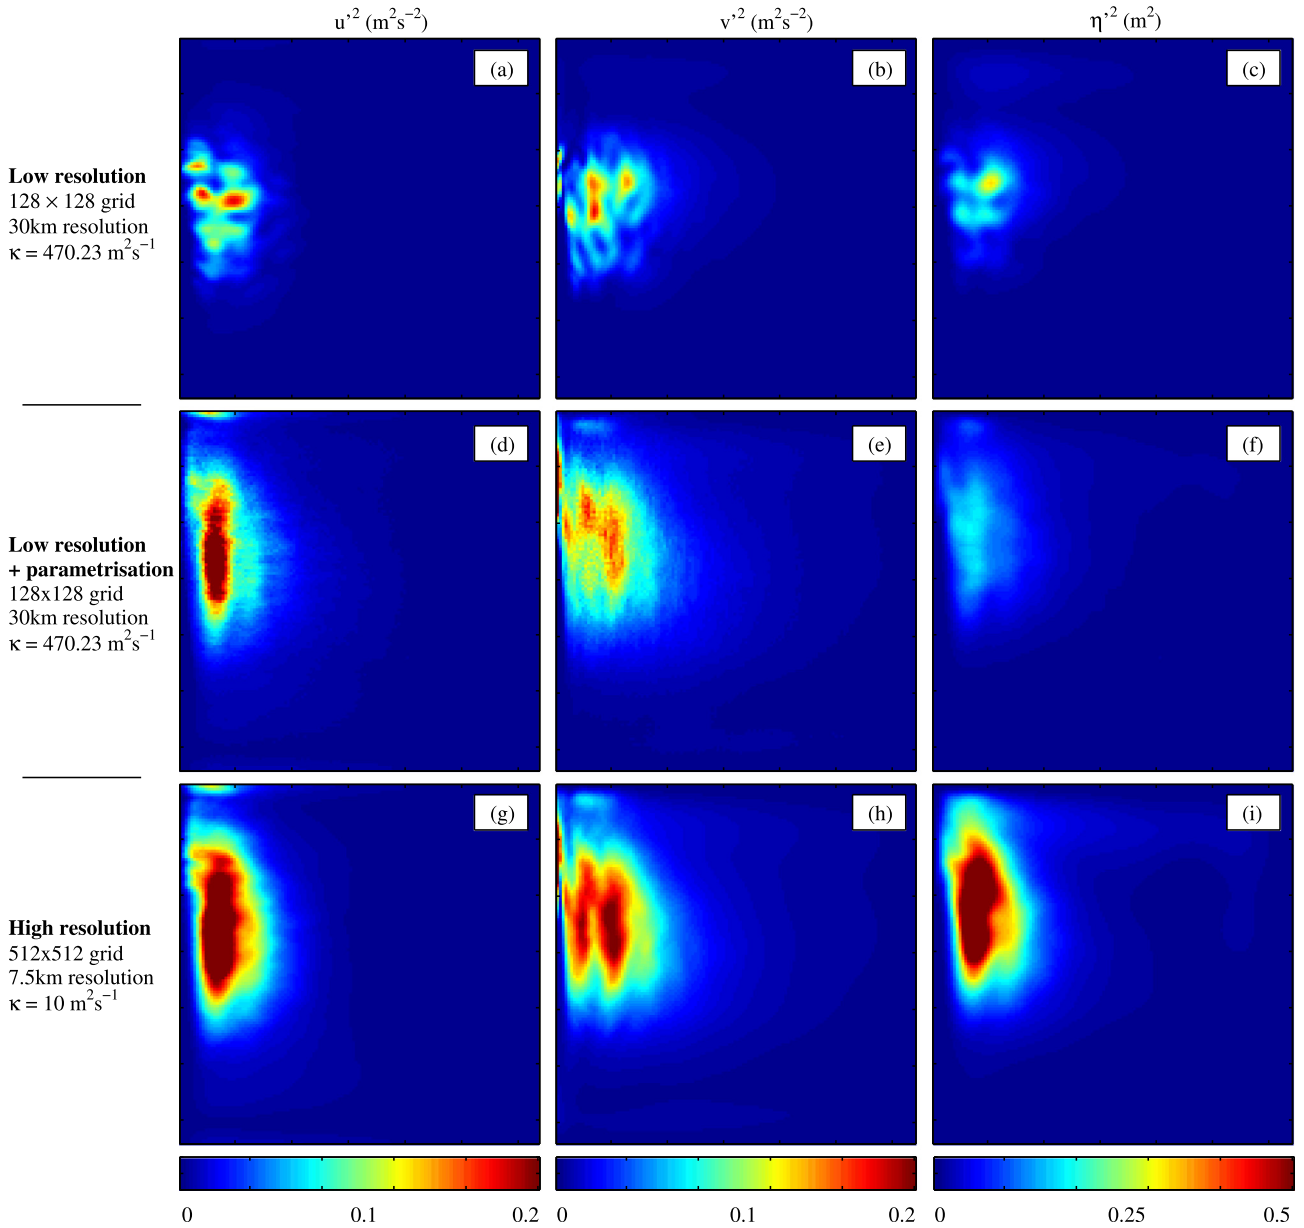 u’² (m²s⁻²) v’² (m²s⁻²) η’² (m²)
(a) (b) (c)
Low resolution
128 × 128 grid
30km resolution
κ = 470.23 m²s⁻¹
(d) (e) (f)
Low resolution
+ parametrisation
128x128 grid
30km resolution
κ = 470.23 m²s⁻¹
(g) (h) (i)
High resolution
512x512 grid
7.5km resolution
κ = 10 m²s⁻¹
0 0.1 0.2 0 0.1 0.2 0 0.25 0.5